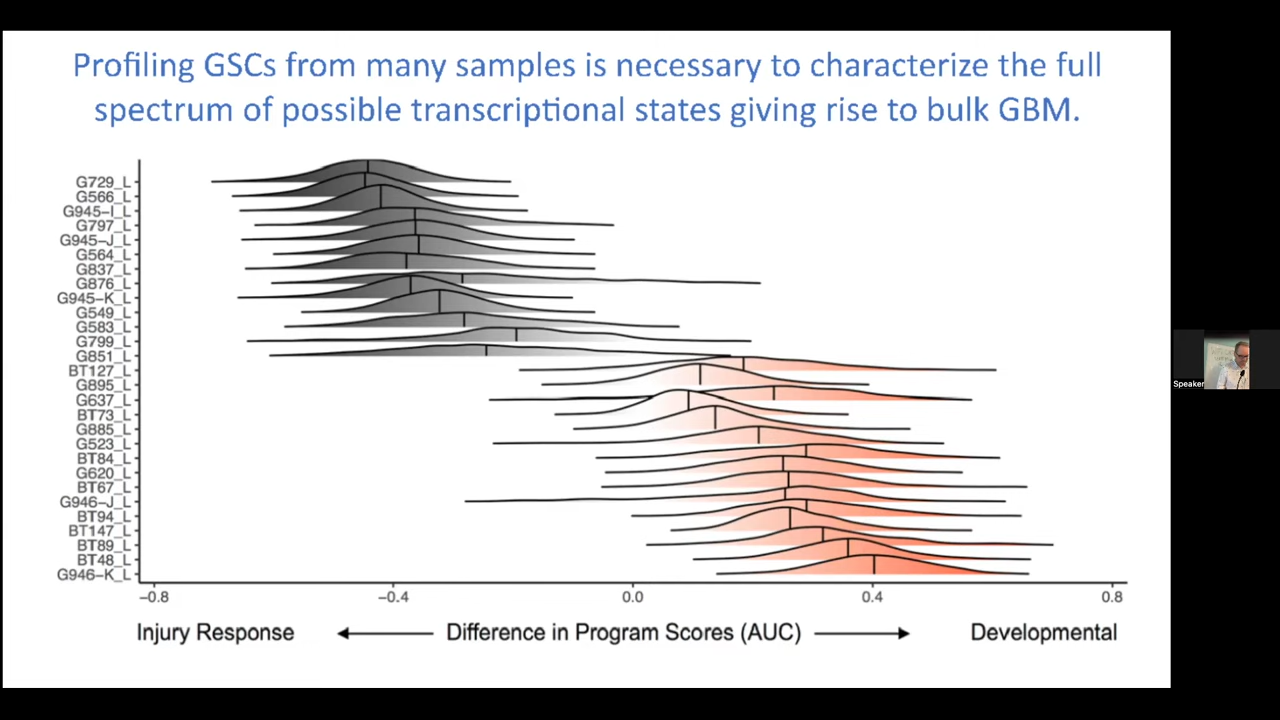 Profiling GSCs from many samples is necessary to characterize the full
spectrum of possible transcriptional states giving rise to bulk GBM.
G729_L
G566_L
G945−I_L
G797_L
G945−J_L
G564_L
G837_L
G876_L
G945−K_L
G549_L
G583_L
G799_L
G851_L
BT127_L
G895_L
G637_L
BT73_L
G885_L
G523_L
BT84_L
G620_L
BT67_L
G946−J_L
BT94_L
BT147_L
BT89_L
BT48_L
G946−K_L
−0.8 −0.4 0.0 0.4 0.8
Injury Response Difference in Program Scores (AUC) Developmental
Speaker